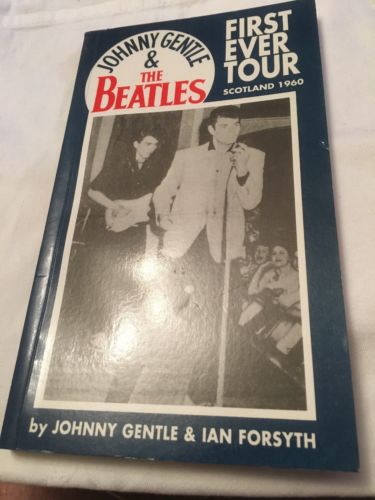 JOHNNY GENTLE
&
THE
BEATLES
FIRST
EVER
TOUR
SCOTLAND 1960
by JOHNNY GENTLE & IAN FORSYTH